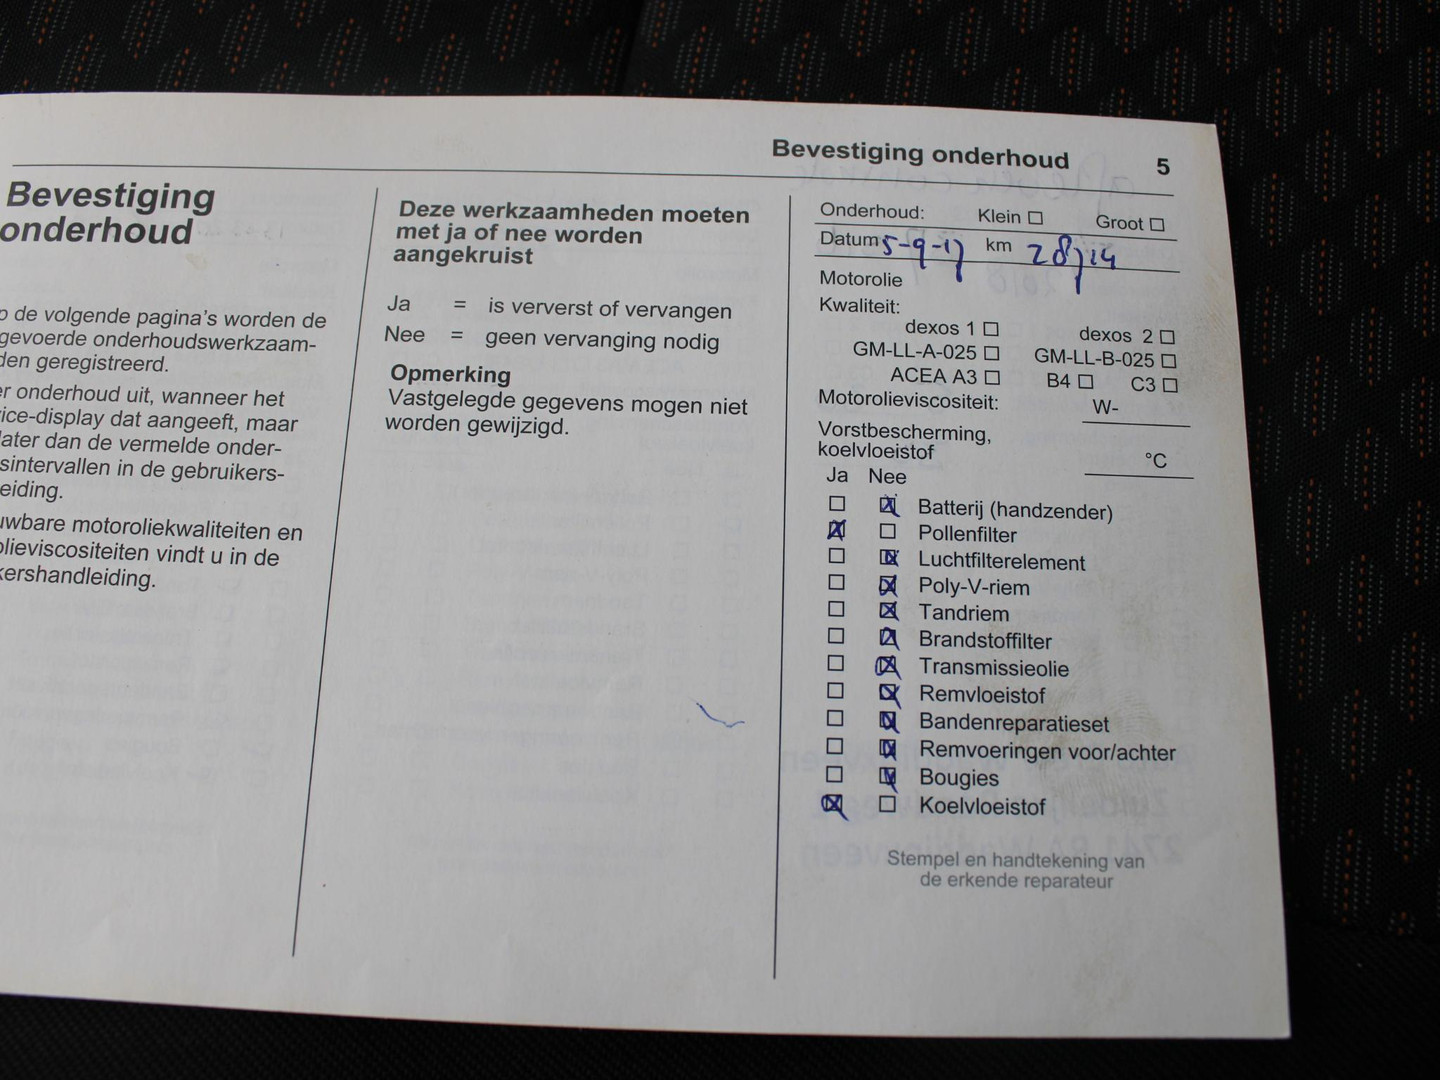 Bevestiging onderhoud 5
Bevestiging
onderhoud
de volgende pagina's worden de
gevoerde onderhoudswerkzaam-
den geregistreerd.
er onderhoud uit, wanneer het
ice-display dat aangeeft, maar
later dan de vermelde onder-
sintervallen in de gebruikers-
eiding.
uwbare motoroliekwaliteiten en
olieviscositeiten vindt u in de
kershandleiding.
Deze werkzaamheden moeten
met ja of nee worden
aangekruist
Ja = is ververst of vervangen
Nee = geen vervanging nodig
Opmerking
Vastgelegde gegevens mogen niet
worden gewijzigd.
Onderhoud: Klein ☐ Groot ☐
Datum 5-9-17 km 28714
Motorolie
Kwaliteit:
dexos 1 ☐ dexos 2 ☐
GM-LL-A-025 ☐ GM-LL-B-025 ☐
ACEA A3 ☐ B4 ☐ C3 ☐
Motorolieviscositeit: W-
Vorstbescherming,
koelvloeistof °C
Ja Nee
☐ ☒ Batterij (handzender)
☒ ☐ Pollenfilter
☐ ☒ Luchtfilterelement
☐ ☒ Poly-V-riem
☐ ☒ Tandriem
☐ ☒ Brandstoffilter
☐ ☒ Transmissieolie
☐ ☒ Remvloeistof
☐ ☒ Bandenreparatieset
☐ ☒ Remvoeringen voor/achter
☐ ☒ Bougies
☒ ☐ Koelvloeistof
Stempel en handtekening van
de erkende reparateur